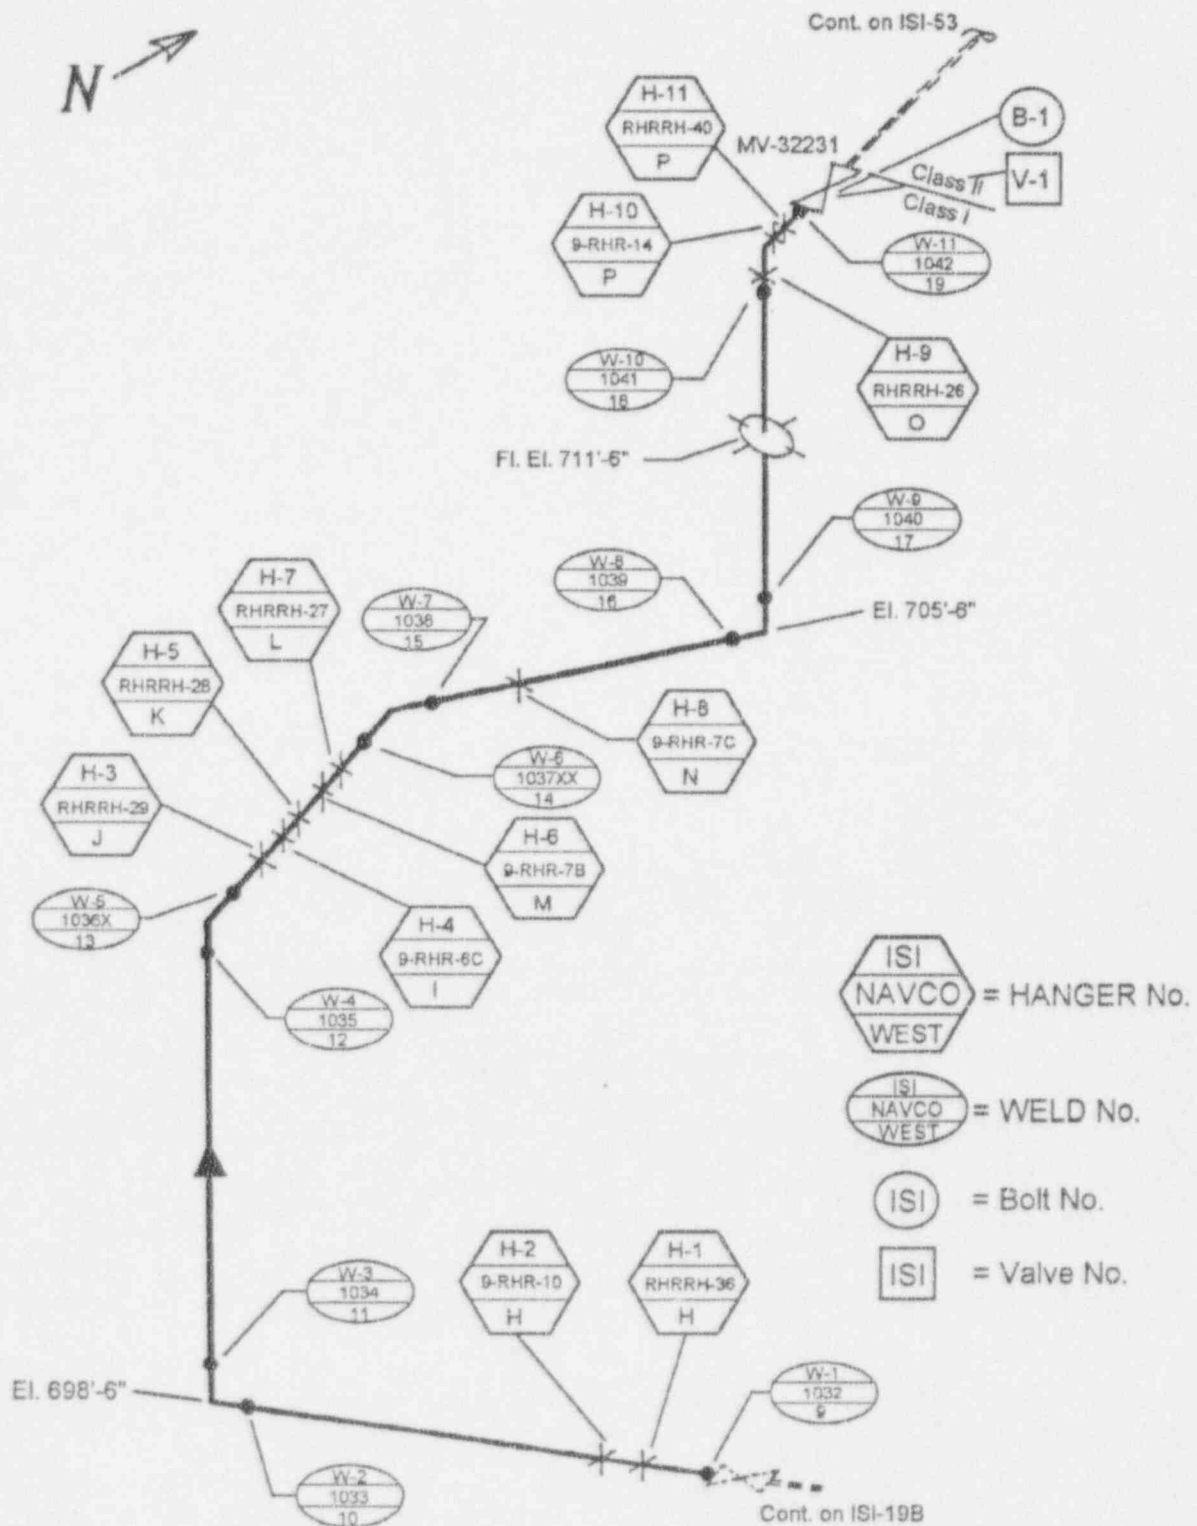 Cont. on ISI-53
N
H-11
RHRRH-40
P
MV-32231
B-1
Class II
V-1
Class I
H-10
9-RHR-14
P
W-11
1042
19
H-9
RHRRH-26
O
W-10
1041
18
Fl. El. 711'-6"
W-9
1040
17
W-8
1039
16
El. 705'-6"
H-7
RHRRH-27
L
W-7
1038
15
H-5
RHRRH-28
K
H-8
9-RHR-7C
N
W-6
1037XX
14
H-3
RHRRH-29
J
H-6
9-RHR-7B
M
W-5
1036X
13
H-4
9-RHR-6C
I
W-4
1035
12
ISI
NAVCO
WEST
= HANGER No.
ISI
NAVCO
WEST
= WELD No.
ISI
= Bolt No.
ISI
= Valve No.
H-2
9-RHR-10
H
H-1
RHRRH-36
H
W-3
1034
11
El. 698'-6"
W-1
1032
9
W-2
1033
10
Cont. on ISI-19B